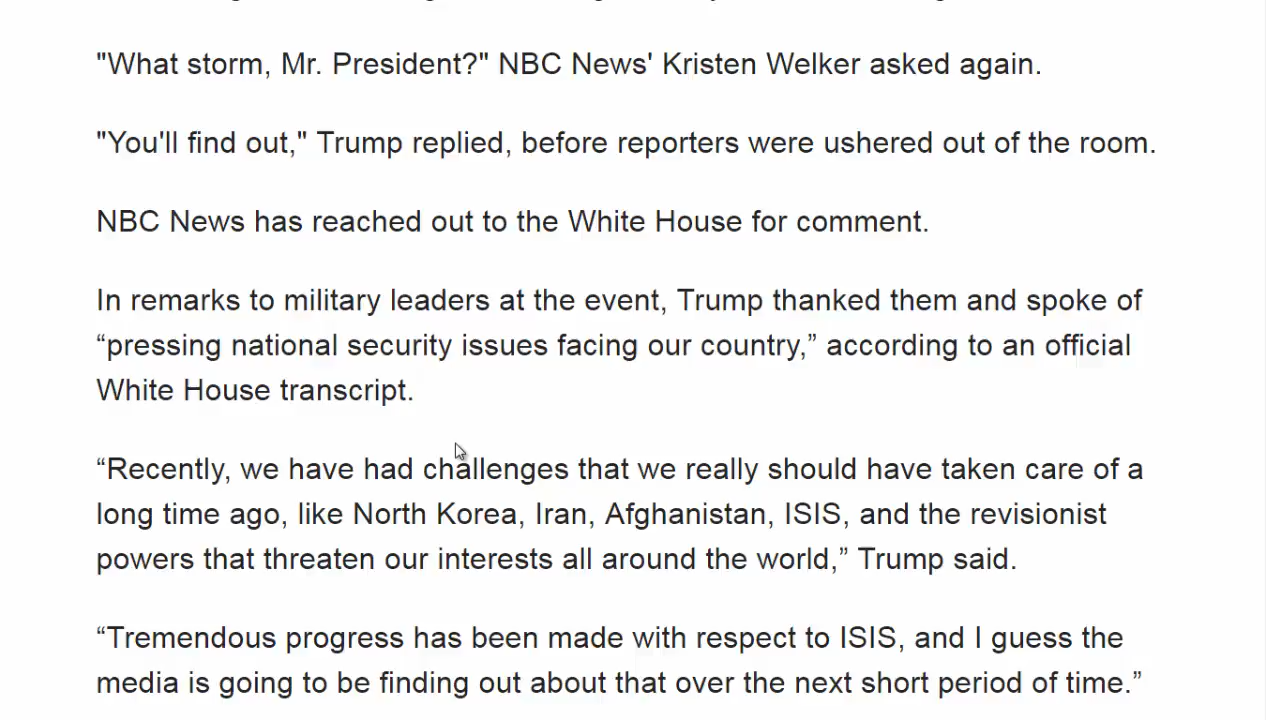 "What storm, Mr. President?" NBC News' Kristen Welker asked again.
"You'll find out," Trump replied, before reporters were ushered out of the room.
NBC News has reached out to the White House for comment.
In remarks to military leaders at the event, Trump thanked them and spoke of
“pressing national security issues facing our country,” according to an official
White House transcript.
“Recently, we have had challenges that we really should have taken care of a
long time ago, like North Korea, Iran, Afghanistan, ISIS, and the revisionist
powers that threaten our interests all around the world,” Trump said.
“Tremendous progress has been made with respect to ISIS, and I guess the
media is going to be finding out about that over the next short period of time.”